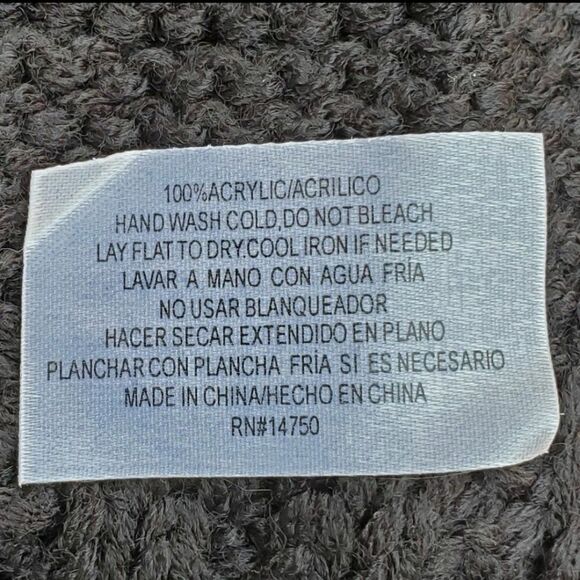 100%ACRYLIC/ACRILICO
HAND WASH COLD,DO NOT BLEACH
LAY FLAT TO DRY.COOL IRON IF NEEDED
LAVAR A MANO CON AGUA FRÍA
NO USAR BLANQUEADOR
HACER SECAR EXTENDIDO EN PLANO
PLANCHAR CON PLANCHA FRÍA SI ES NECESARIO
MADE IN CHINA/HECHO EN CHINA
RN#14750